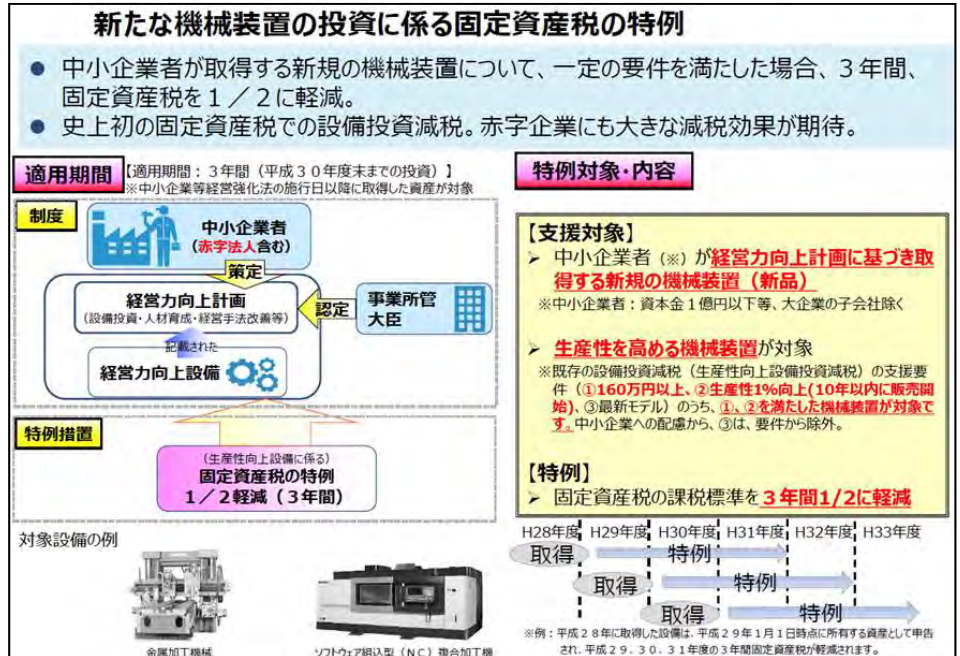 新たな機械装置の投資に係る固定資産税の特例
● 中小企業者が取得する新規の機械装置について、一定の要件を満たした場合、３年間、
固定資産税を１／２に軽減。
● 史上初の固定資産税での設備投資減税。赤字企業にも大きな減税効果が期待。
適用期間
【適用期間：３年間（平成３０年度末までの投資）】
※中小企業等経営強化法の施行日以降に取得した資産が対象
制度
中小企業者
（赤字法人含む）
策定
経営力向上計画
（設備投資・人材育成・経営手法改善等）
認定
事業所管
大臣
記載された
経営力向上設備
特例措置
（生産性向上設備に係る）
固定資産税の特例
１／２軽減（３年間）
対象設備の例
金属加工機械
ソフトウェア組込型（ＮＣ）複合加工機
特例対象・内容
【支援対象】
➢ 中小企業者（※）が経営力向上計画に基づき取
得する新規の機械装置（新品）
※中小企業者：資本金１億円以下等、大企業の子会社除く
➢ 生産性を高める機械装置が対象
※既存の設備投資減税（生産性向上設備投資減税）の支援要
件（①160万円以上、②生産性1%向上(10年以内に販売開
始)、③最新モデル）のうち、①、②を満たした機械装置が対象で
す。中小企業への配慮から、③は、要件から除外。
【特例】
➢ 固定資産税の課税標準を３年間1/2に軽減
H28年度 H29年度 H30年度 H31年度 H32年度 H33年度
取得 特例
取得 特例
取得 特例
※例：平成２８年に取得した設備は、平成２９年１月１日時点に所有する資産として申告
され、平成２９．３０．３１年度の３年間固定資産税が軽減されます。